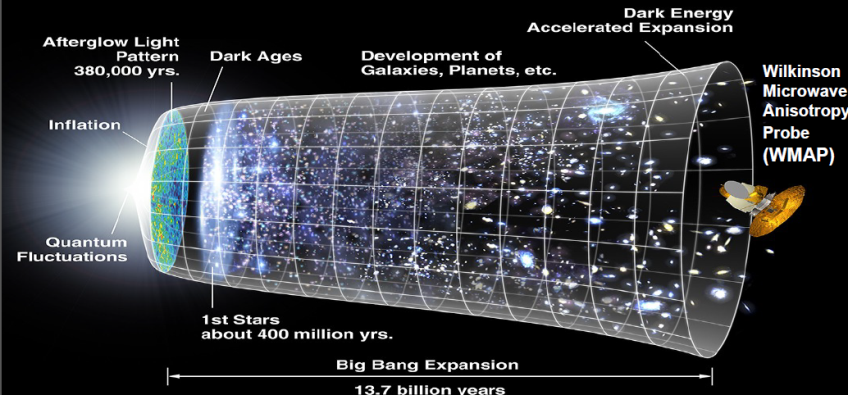 Dark Energy
Accelerated Expansion
Afterglow Light
Pattern
380,000 yrs.
Dark Ages
Development of
Galaxies, Planets, etc.
Wilkinson
Microwave
Anisotropy
Probe
(WMAP)
Inflation
Quantum
Fluctuations
1st Stars
about 400 million yrs.
Big Bang Expansion
13.7 billion years